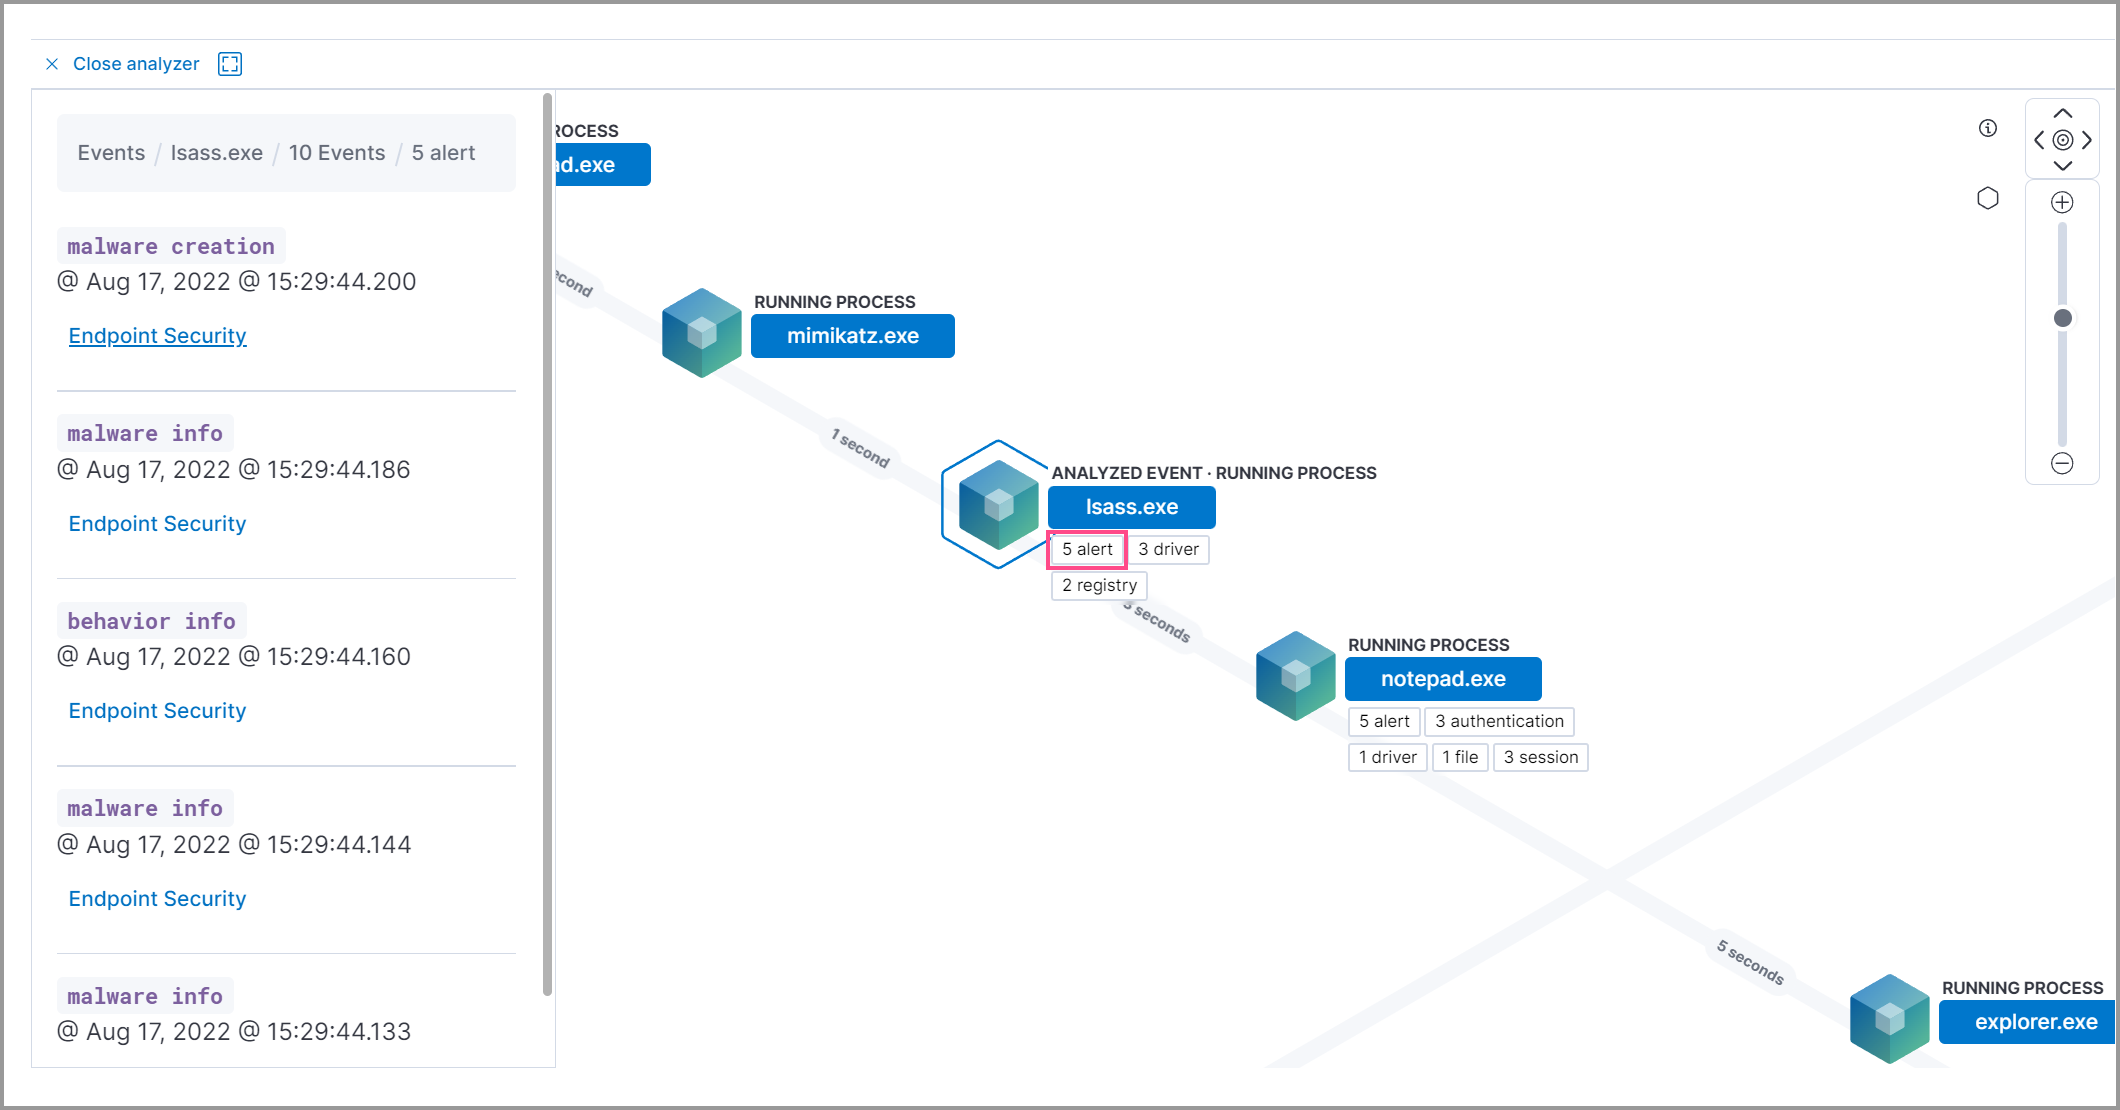 Close analyzer
Events / lsass.exe / 10 Events / 5 alert
malware creation
@ Aug 17, 2022 @ 15:29:44.200
Endpoint Security
malware info
@ Aug 17, 2022 @ 15:29:44.186
Endpoint Security
behavior info
@ Aug 17, 2022 @ 15:29:44.160
Endpoint Security
malware info
@ Aug 17, 2022 @ 15:29:44.144
Endpoint Security
malware info
@ Aug 17, 2022 @ 15:29:44.133
ROCESS
ad.exe
econd
RUNNING PROCESS
mimikatz.exe
1 second
ANALYZED EVENT · RUNNING PROCESS
lsass.exe
5 alert 3 driver
2 registry
seconds
RUNNING PROCESS
notepad.exe
5 alert 3 authentication
1 driver 1 file 3 session
5 seconds
RUNNING PROCESS
explorer.exe